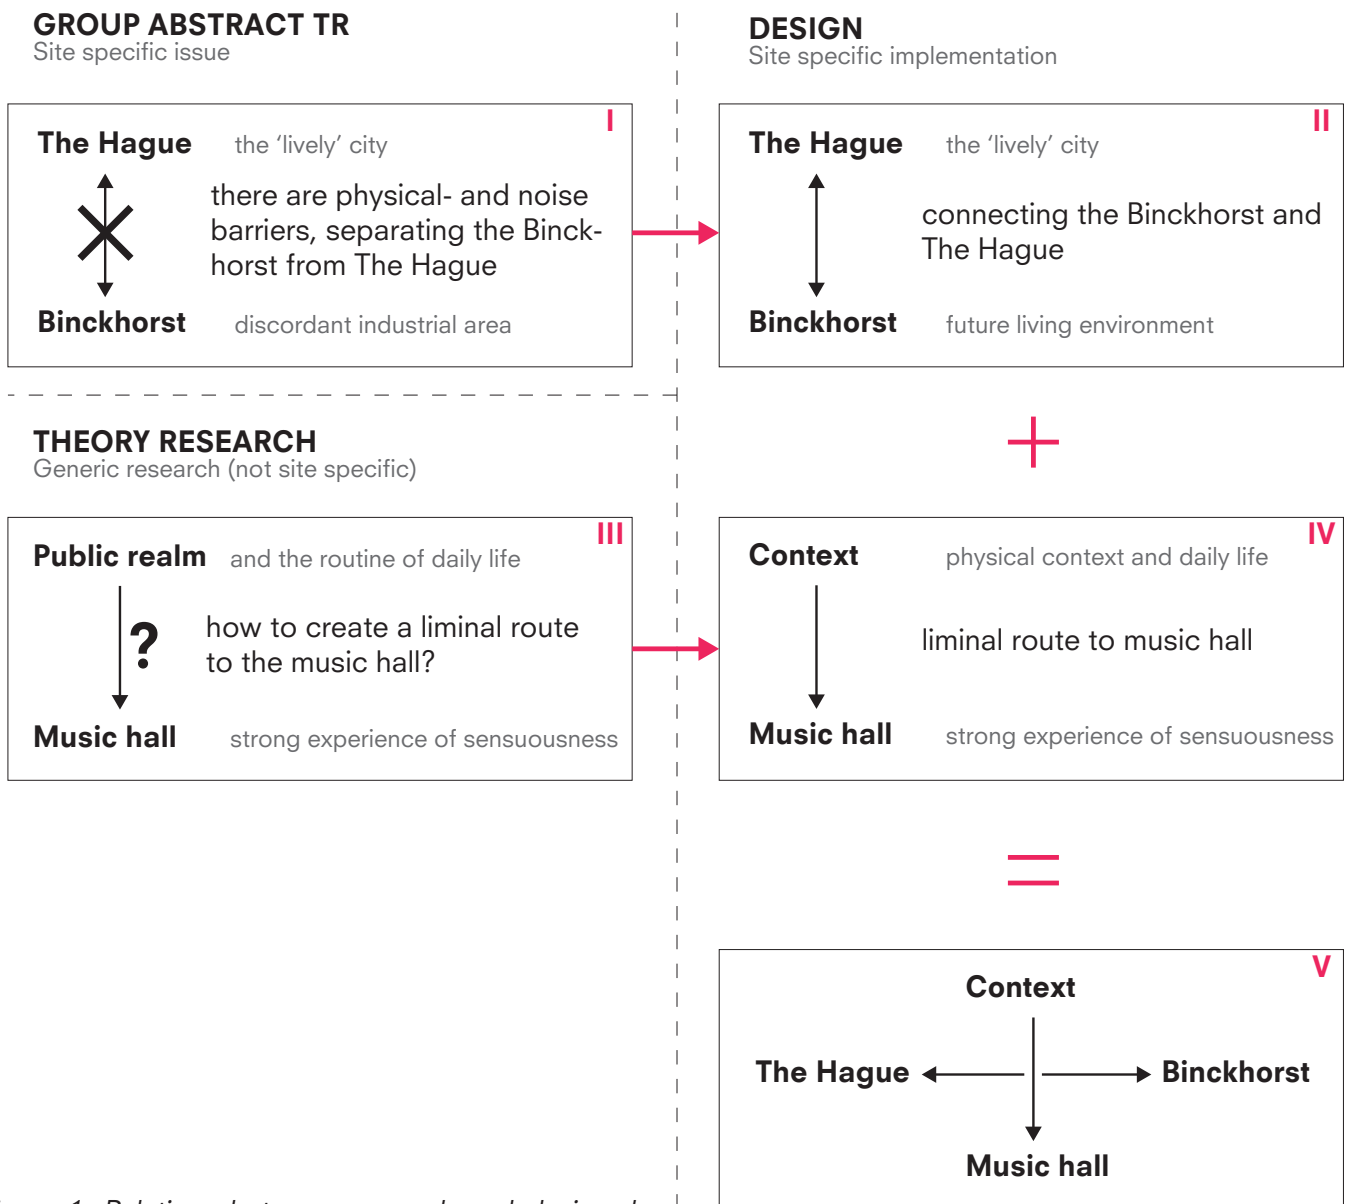 GROUP ABSTRACT TR
Site specific issue
I
The Hague the ‘lively’ city
there are physical- and noise
barriers, separating the Binck-
horst from The Hague
Binckhorst discordant industrial area
DESIGN
Site specific implementation
II
The Hague the ‘lively’ city
connecting the Binckhorst and
The Hague
Binckhorst future living environment
+
THEORY RESEARCH
Generic research (not site specific)
III
Public realm and the routine of daily life
?
how to create a liminal route
to the music hall?
Music hall strong experience of sensuousness
IV
Context physical context and daily life
liminal route to music hall
Music hall strong experience of sensuousness
=
V
Context
The Hague Binckhorst
Music hall